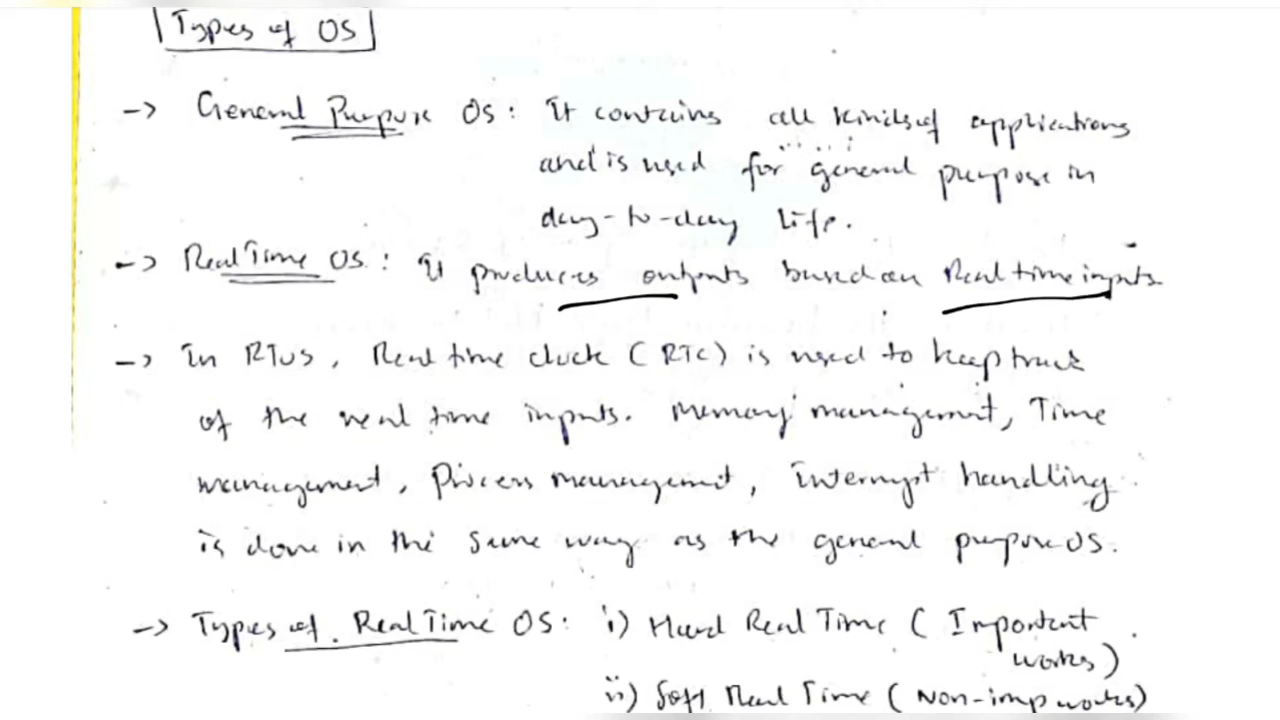 Types of OS
-> General Purpose OS : It contains all kinds of applications
and is used for general purpose in
day-to-day life.
-> Real Time OS : It produces outputs based on Real time inputs.
-> In RTOS, Real time clock (RTC) is used to keep track
of the real time inputs. Memory management, Time
management, Process management, Interrupt handling
is done in the same way as the general purpose OS.
-> Types of Real Time OS : i) Hard Real Time ( Important
works)
ii) Soft Real Time ( Non-imp works)